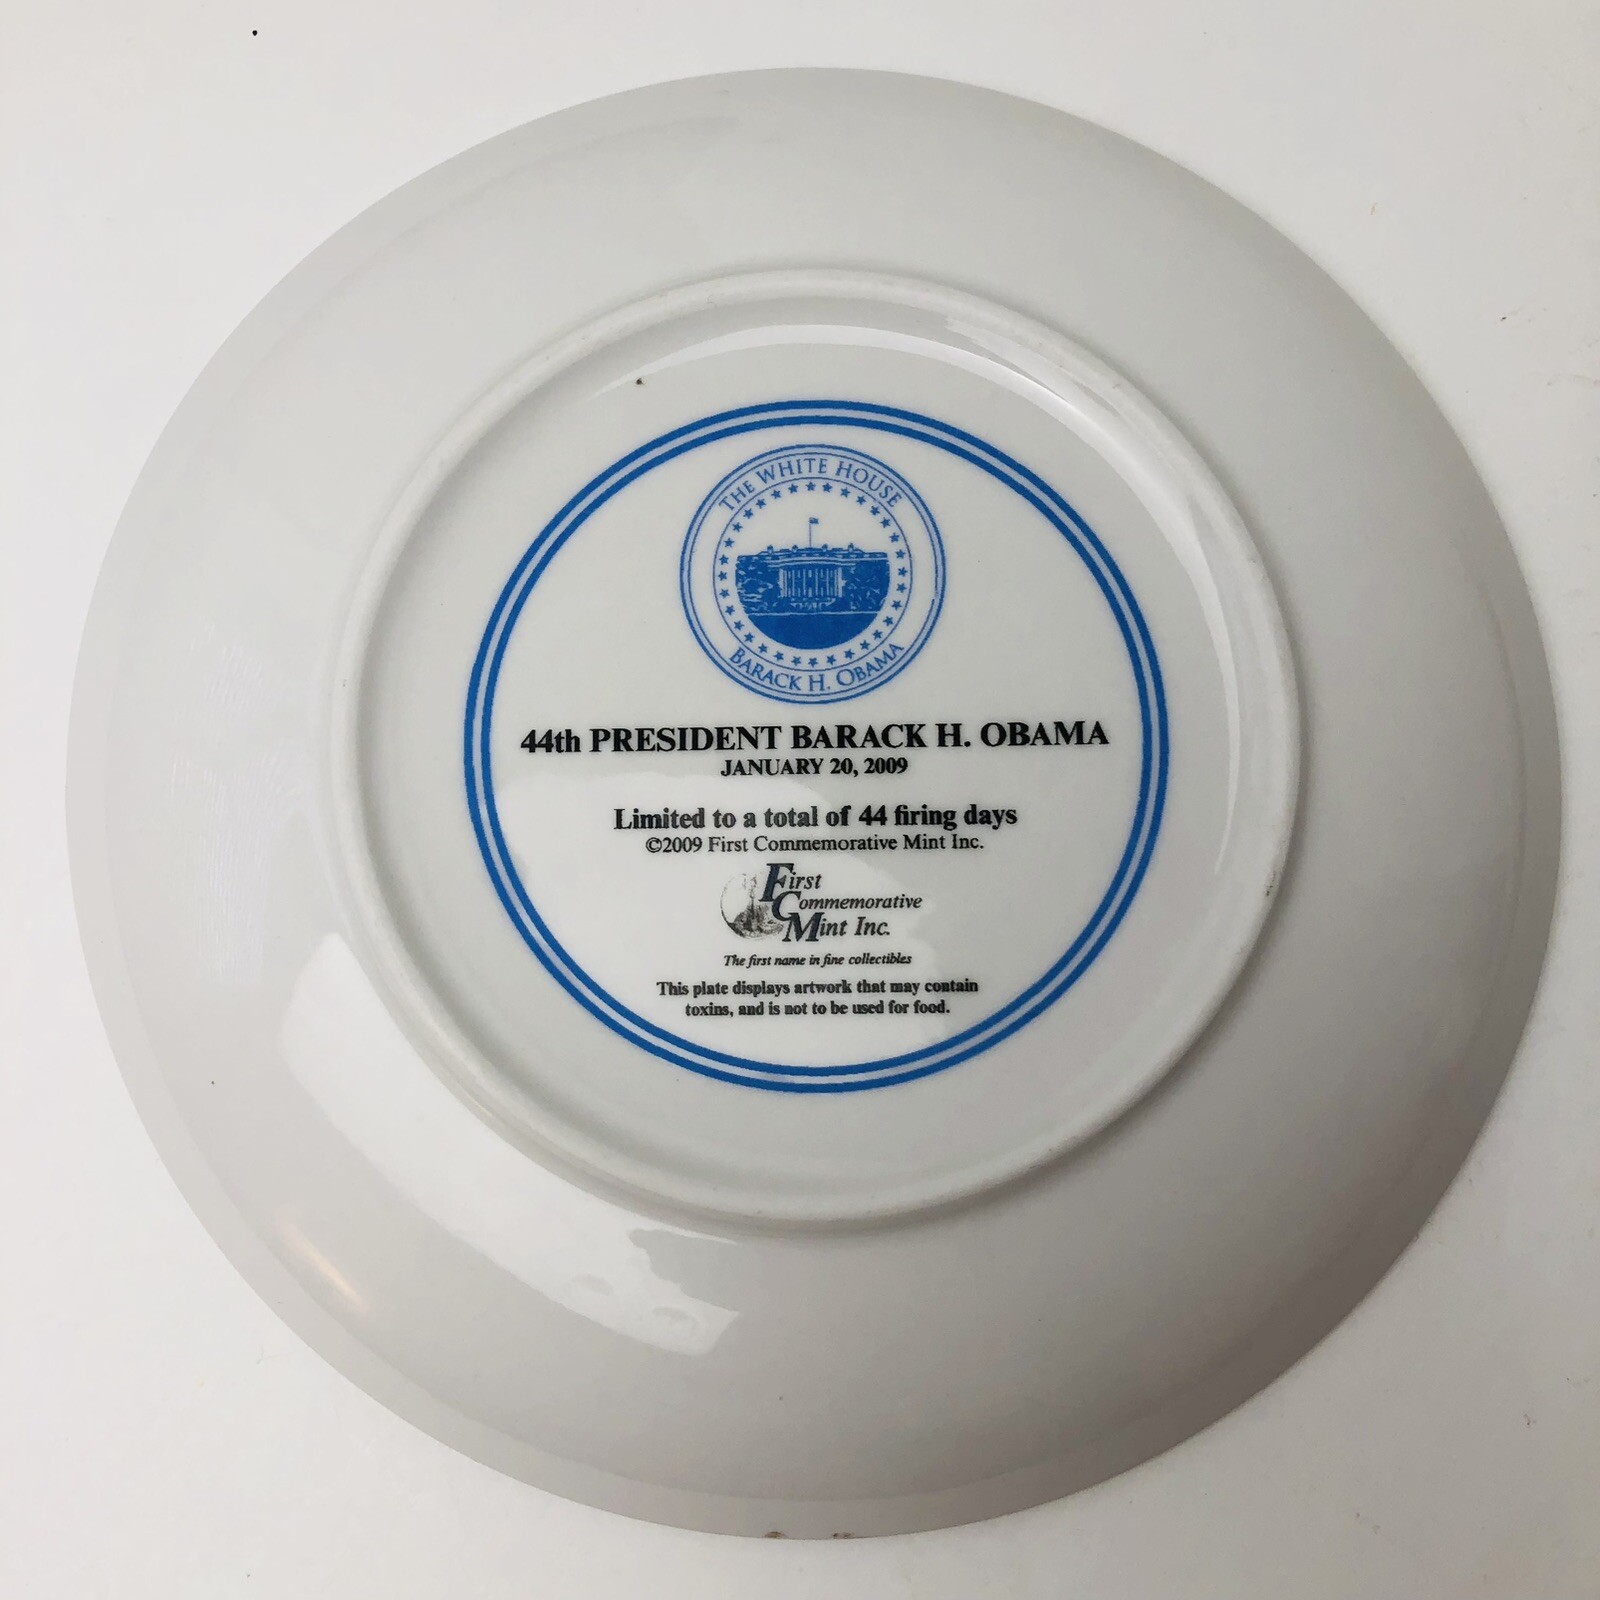 THE WHITE HOUSE
BARACK H. OBAMA
44th PRESIDENT BARACK H. OBAMA
JANUARY 20, 2009
Limited to a total of 44 firing days
©2009 First Commemorative Mint Inc.
First
Commemorative
Mint Inc.
The first name in fine collectibles
This plate displays artwork that may contain
toxins, and is not to be used for food.